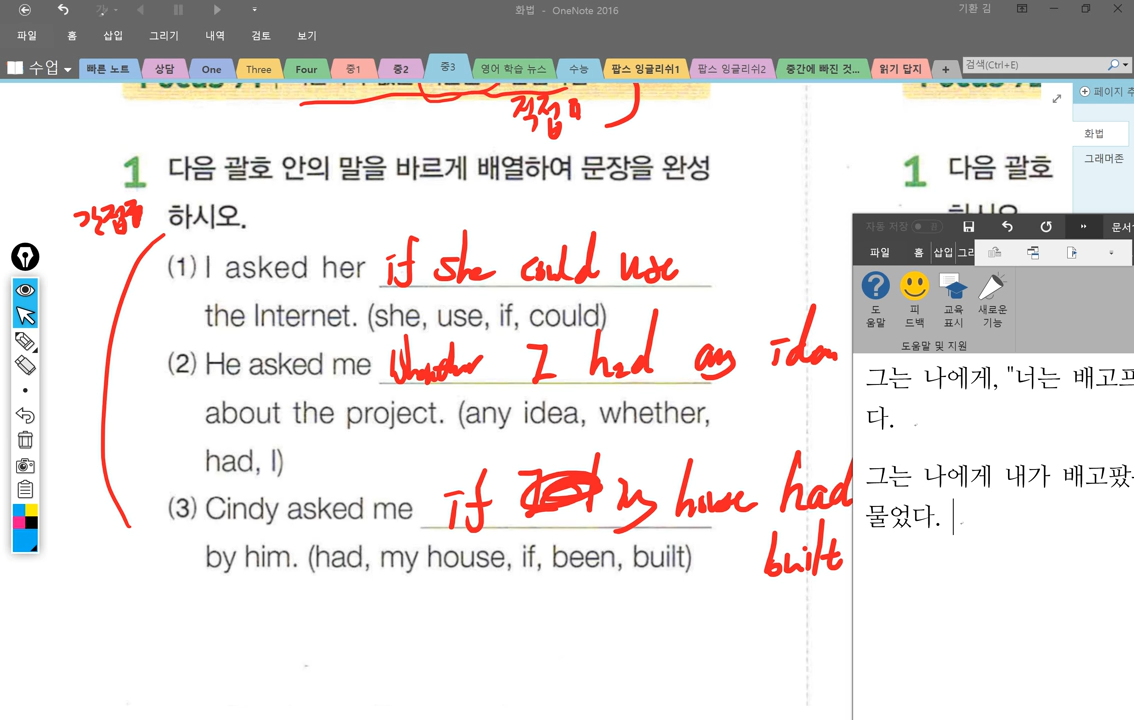 화법 - OneNote 2016
기환 김
파일 홈 삽입 그리기 내역 검토 보기
수업 빠른 노트 상담 One Three Four 중1 중2 중3 영어 학습 뉴스 수능 팝스 잉글리쉬1 팝스 잉글리쉬2 중간에 빠진 것... 읽기 답지 + 검색(Ctrl+E)
페이지 추
화법
그래머존
직접
1 다음 괄호 안의 말을 바르게 배열하여 문장을 완성
하시오.
간접
(1) I asked her if she could use
the Internet. (she, use, if, could)
(2) He asked me whether I had any idea
about the project. (any idea, whether,
had, I)
(3) Cindy asked me if my house had
built
by him. (had, my house, if, been, built)
1 다음 괄호
자동 저장 문서
파일 홈 삽입 그리
도움말 피드백 교육 표시 새로운 기능
도움말 및 지원
그는 나에게, "너는 배고프
다.
그는 나에게 내가 배고팠
물었다.